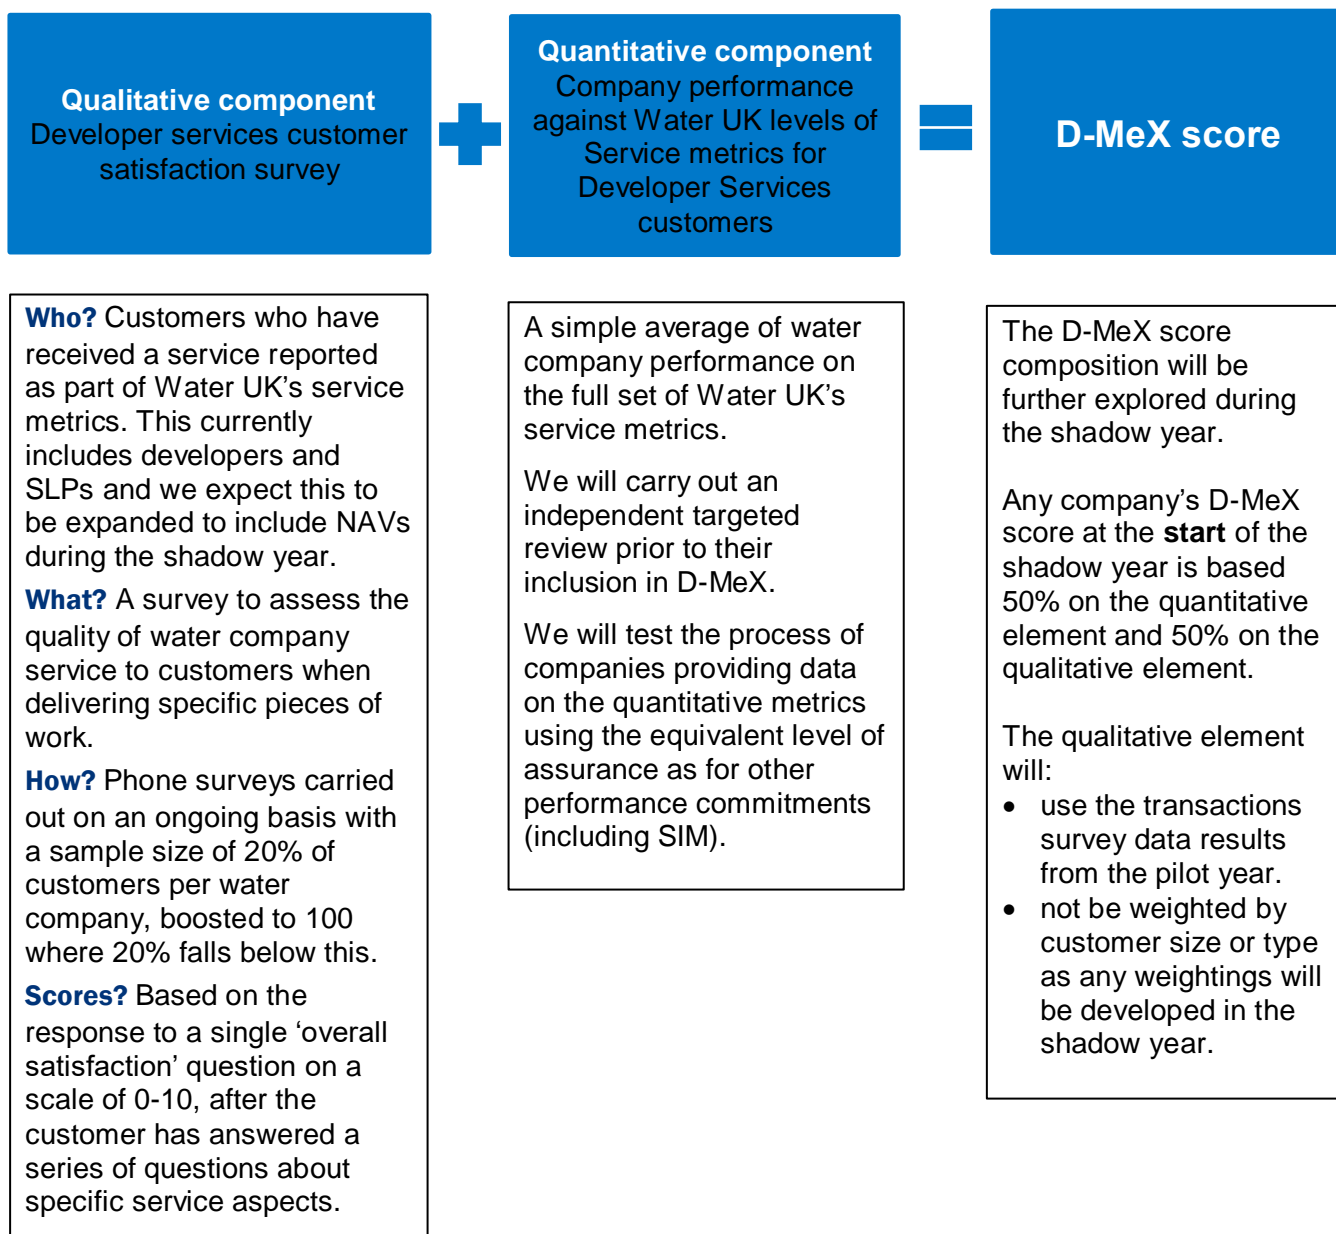 Qualitative component
Developer services customer
satisfaction survey
Quantitative component
Company performance
against Water UK levels of
Service metrics for
Developer Services
customers
D-MeX score
Who? Customers who have
received a service reported
as part of Water UK’s service
metrics. This currently
includes developers and
SLPs and we expect this to
be expanded to include NAVs
during the shadow year.
What? A survey to assess the
quality of water company
service to customers when
delivering specific pieces of
work.
How? Phone surveys carried
out on an ongoing basis with
a sample size of 20% of
customers per water
company, boosted to 100
where 20% falls below this.
Scores? Based on the
response to a single ‘overall
satisfaction’ question on a
scale of 0-10, after the
customer has answered a
series of questions about
specific service aspects.
A simple average of water
company performance on
the full set of Water UK’s
service metrics.
We will carry out an
independent targeted
review prior to their
inclusion in D-MeX.
We will test the process of
companies providing data
on the quantitative metrics
using the equivalent level of
assurance as for other
performance commitments
(including SIM).
The D-MeX score
composition will be
further explored during
the shadow year.
Any company’s D-MeX
score at the start of the
shadow year is based
50% on the quantitative
element and 50% on the
qualitative element.
The qualitative element
will:
• use the transactions
survey data results
from the pilot year.
• not be weighted by
customer size or type
as any weightings will
be developed in the
shadow year.